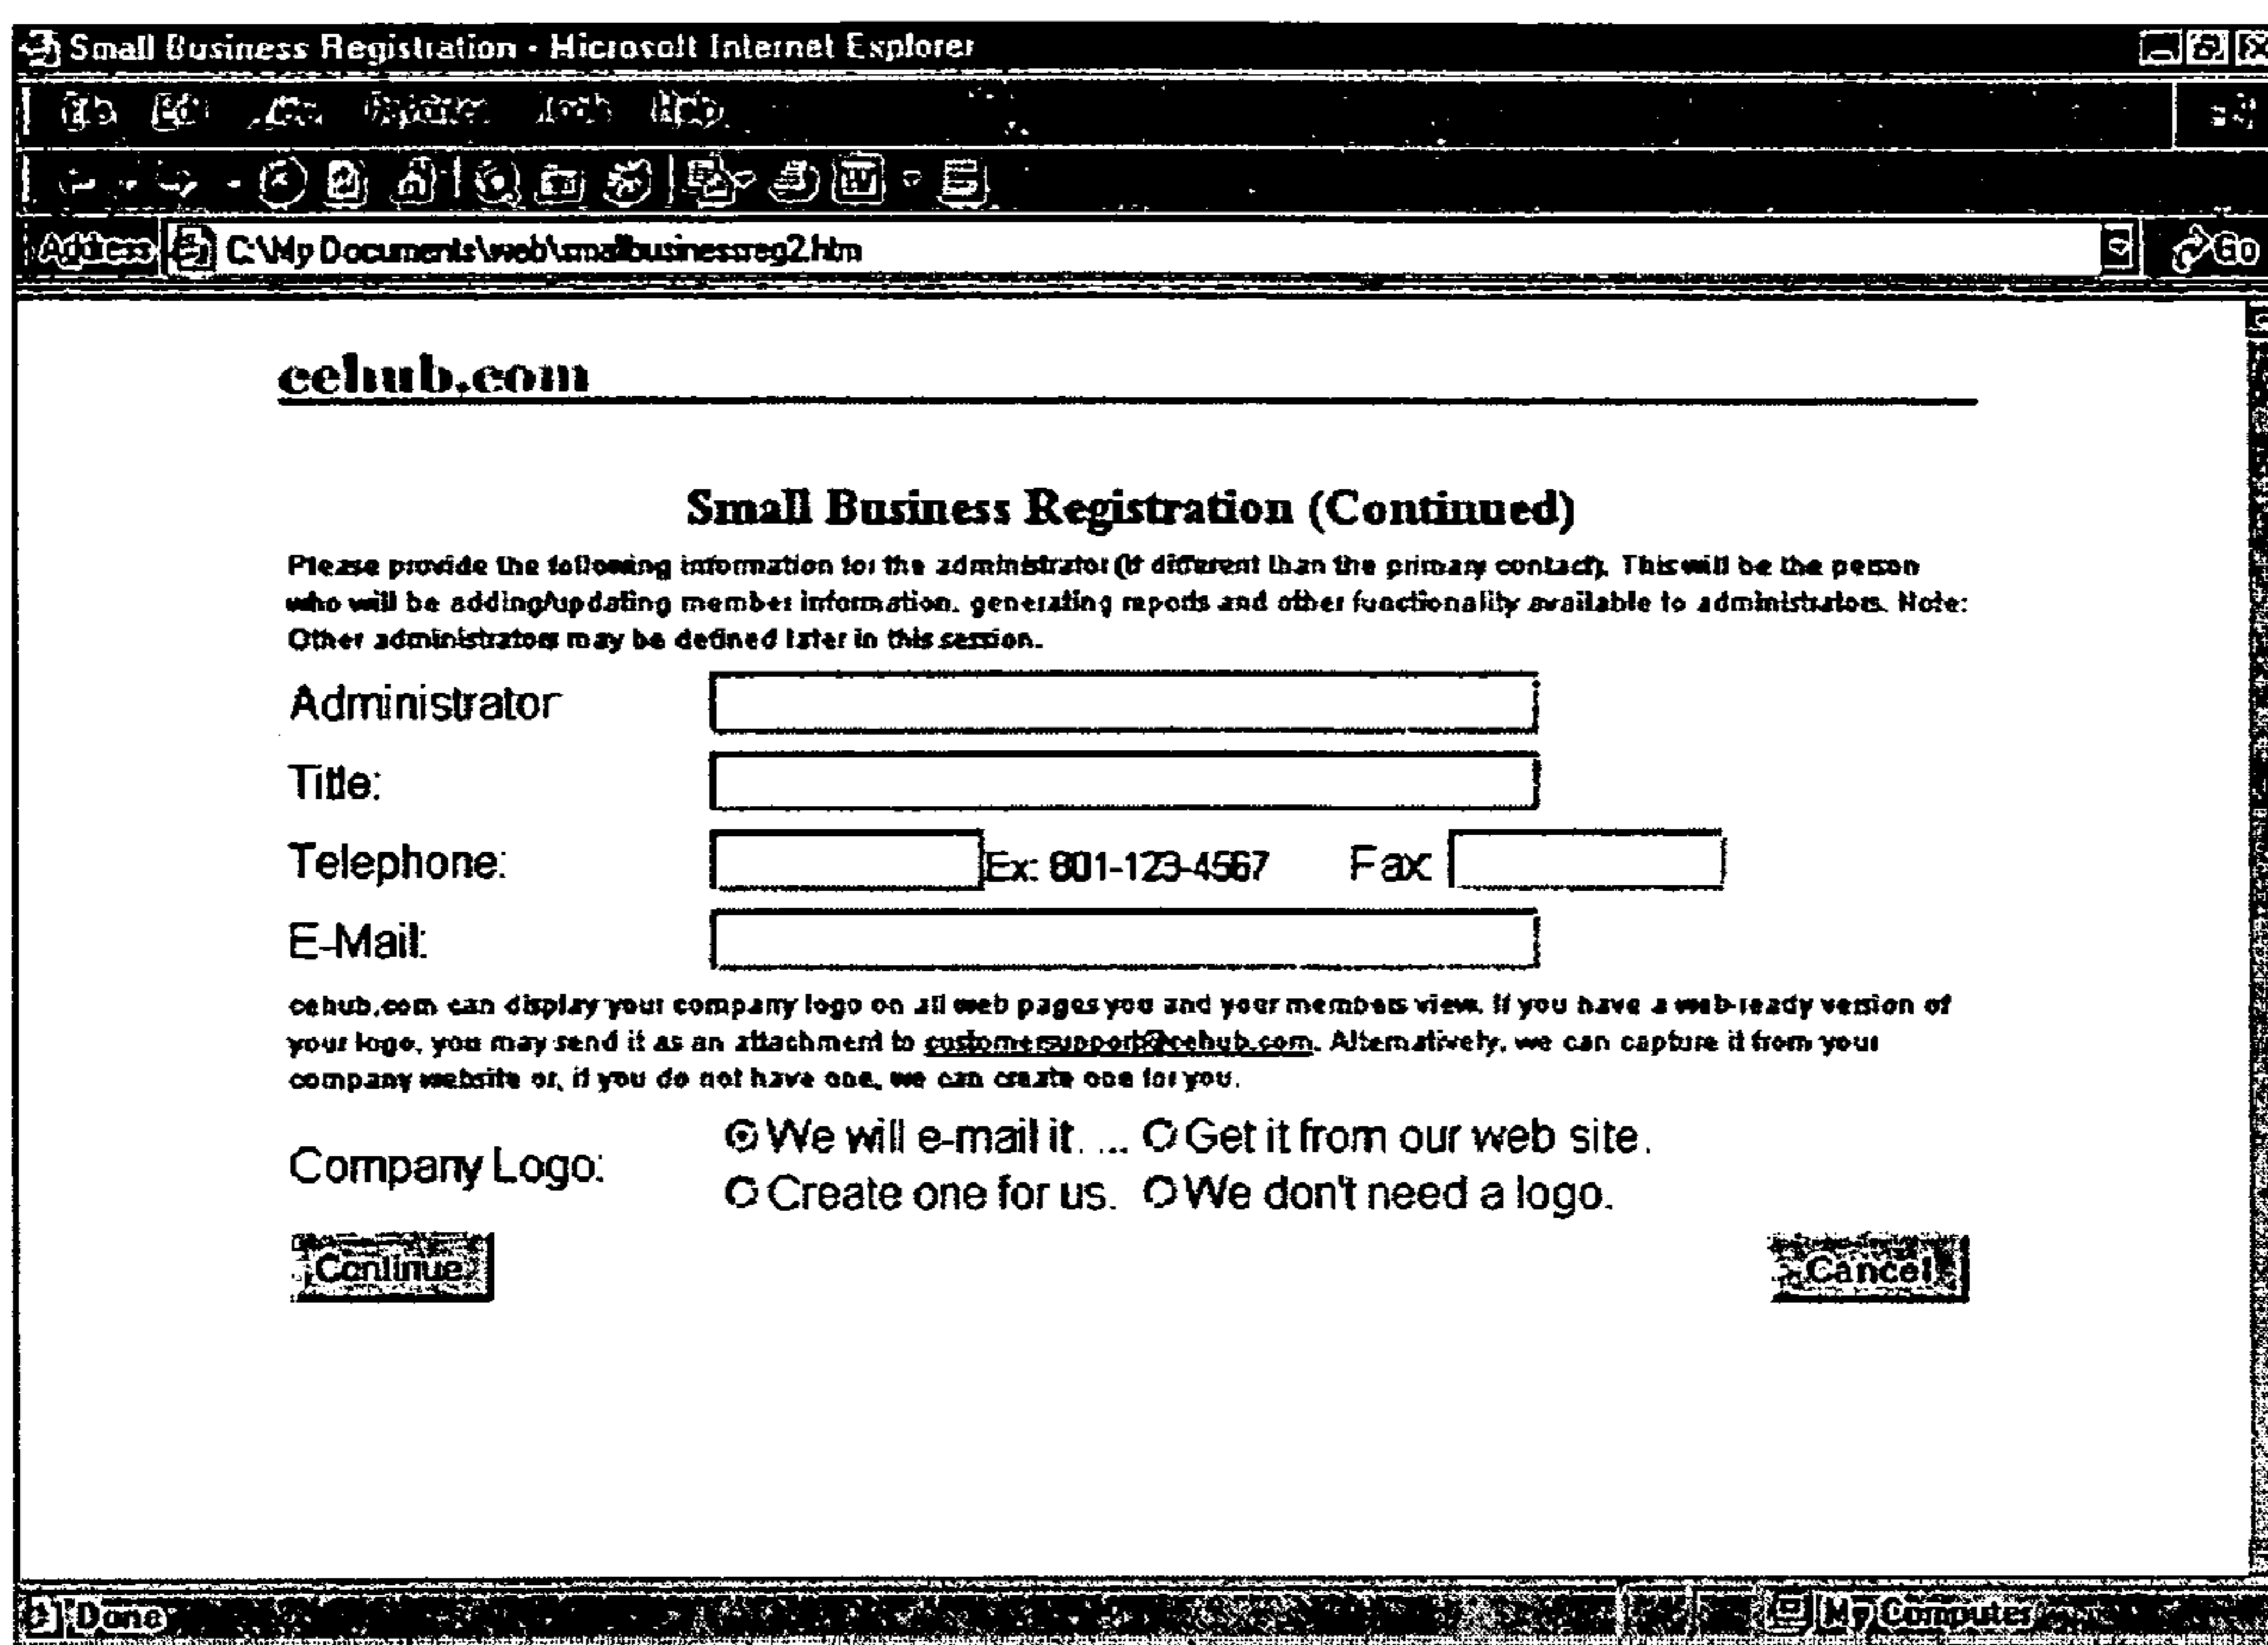 Small Business Registration - Microsoft Internet Explorer
File Edit View Favorites Tools Help
Address C:\My Documents\web\smallbusinessreg2.htm Go
cehub.com
Small Business Registration (Continued)
Please provide the following information for the administrator (if different than the primary contact). This will be the person
who will be adding/updating member information, generating reports and other functionality available to administrators. Note:
Other administrators may be defined later in this session.
Administrator
Title:
Telephone: Ex: 801-123-4567 Fax:
E-Mail:
cehub.com can display your company logo on all web pages you and your members view. If you have a web-ready version of
your logo, you may send it as an attachment to customersupport@cehub.com. Alternatively, we can capture it from your
company website or, if you do not have one, we can create one for you.
Company Logo:
We will e-mail it. ... Get it from our web site.
Create one for us. We don't need a logo.
Continue Cancel
Done My Computer